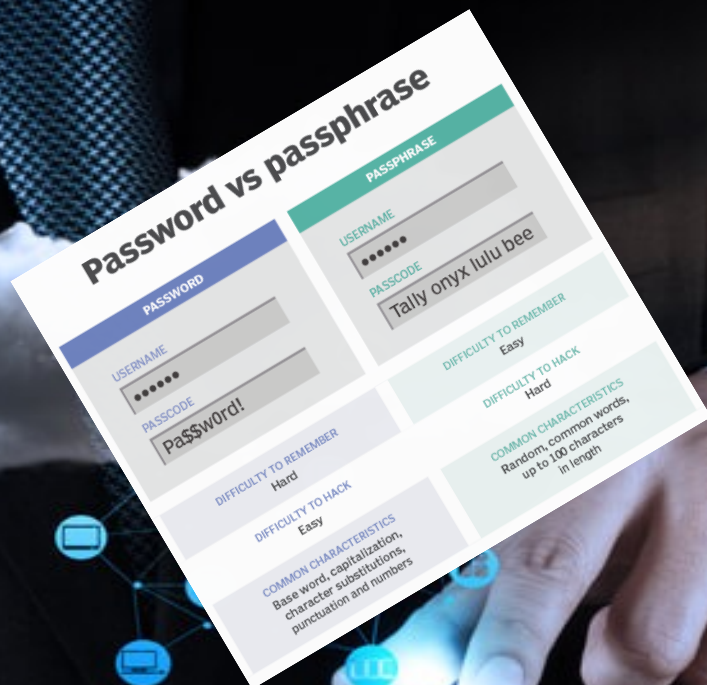 Password vs passphrase
PASSWORD
USERNAME
••••••
PASSCODE
Pa$$w0rd!
DIFFICULTY TO REMEMBER
Hard
DIFFICULTY TO HACK
Easy
COMMON CHARACTERISTICS
Base word, capitalization,
character substitutions,
punctuation and numbers
PASSPHRASE
USERNAME
••••••
PASSCODE
Tally onyx lulu bee
DIFFICULTY TO REMEMBER
Easy
DIFFICULTY TO HACK
Hard
COMMON CHARACTERISTICS
Random, common words,
up to 100 characters
in length